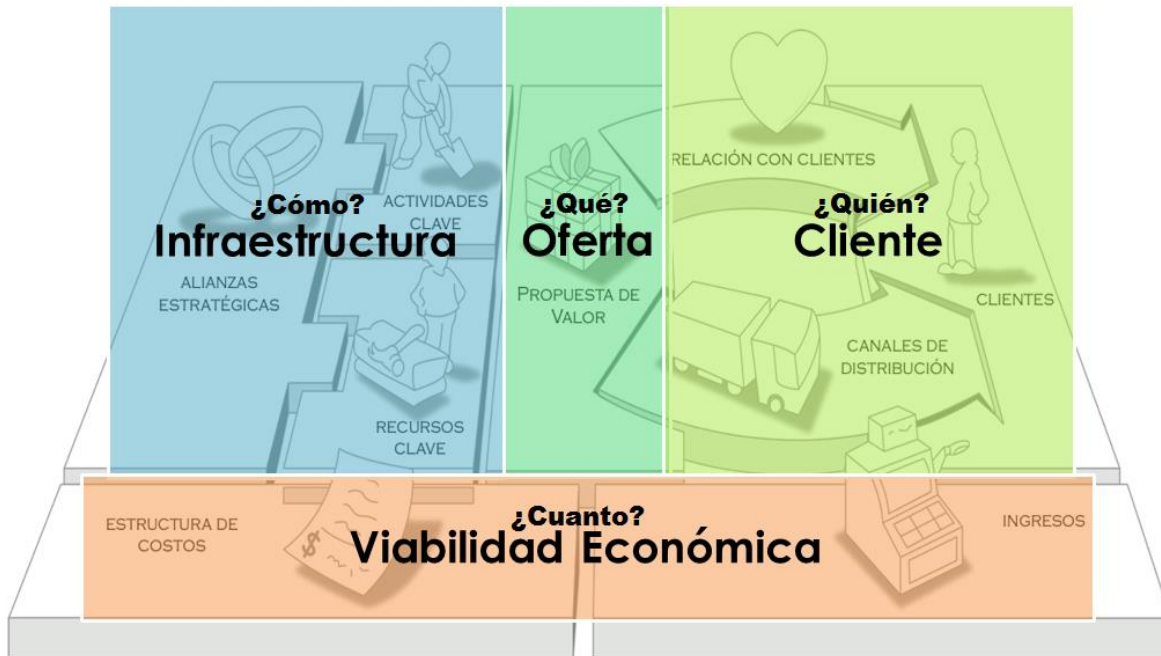 ¿Cómo?
Infraestructura
ALIANZAS
ESTRATÉGICAS
ACTIVIDADES
CLAVE
RECURSOS
CLAVE
¿Qué?
Oferta
PROPUESTA DE
VALOR
¿Quién?
Cliente
RELACIÓN CON CLIENTES
CLIENTES
CANALES DE
DISTRIBUCIÓN
¿Cuanto?
Viabilidad Económica
ESTRUCTURA DE
COSTOS
$
INGRESOS